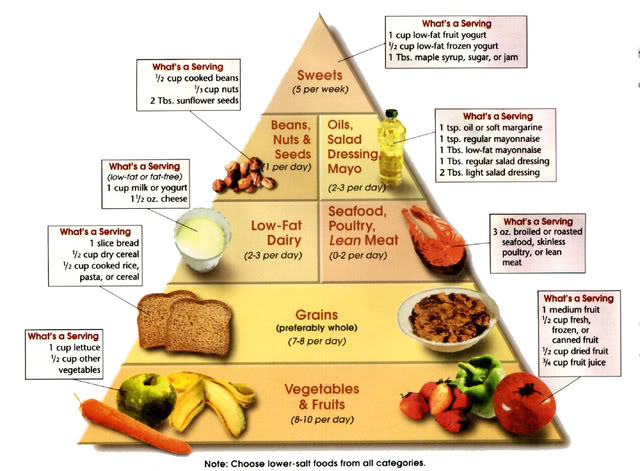 What's a Serving
1 cup low-fat fruit yogurt
½ cup low-fat frozen yogurt
1 Tbs. maple syrup, sugar, or jam
Sweets
(5 per week)
What's a Serving
½ cup cooked beans
⅓ cup nuts
2 Tbs. sunflower seeds
Beans,
Nuts &
Seeds
(1 per day)
Oils,
Salad
Dressing,
Mayo
(2-3 per day)
What's a Serving
1 tsp. oil or soft margarine
1 tsp. regular mayonnaise
1 Tbs. low-fat mayonnaise
1 Tbs. regular salad dressing
2 Tbs. light salad dressing
What's a Serving
(low-fat or fat-free)
1 cup milk or yogurt
1½ oz. cheese
Low-Fat
Dairy
(2-3 per day)
Seafood,
Poultry,
Lean Meat
(0-2 per day)
What's a Serving
3 oz. broiled or roasted
seafood, skinless
poultry, or lean
meat
What's a Serving
1 slice bread
½ cup dry cereal
½ cup cooked rice,
pasta, or cereal
Grains
(preferably whole)
(7-8 per day)
What's a Serving
1 medium fruit
½ cup fresh,
frozen, or
canned fruit
½ cup dried fruit
¾ cup fruit juice
What's a Serving
1 cup lettuce
½ cup other
vegetables
Vegetables
& Fruits
(8-10 per day)
Note: Choose lower-salt foods from all categories.